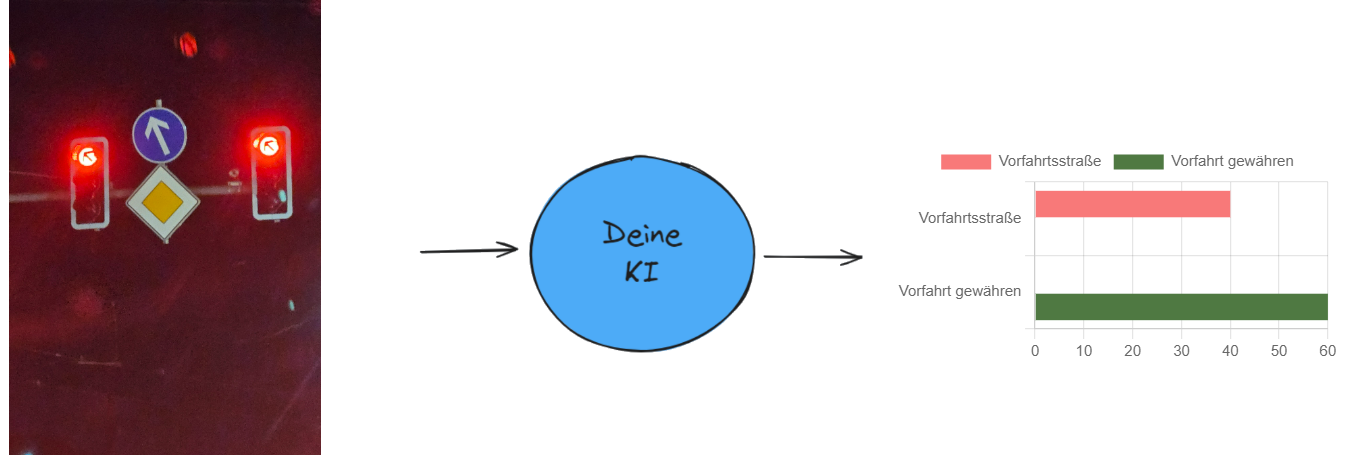 Deine
KI
Vorfahrtsstraße Vorfahrt gewähren
Vorfahrtsstraße
Vorfahrt gewähren
0 10 20 30 40 50 60